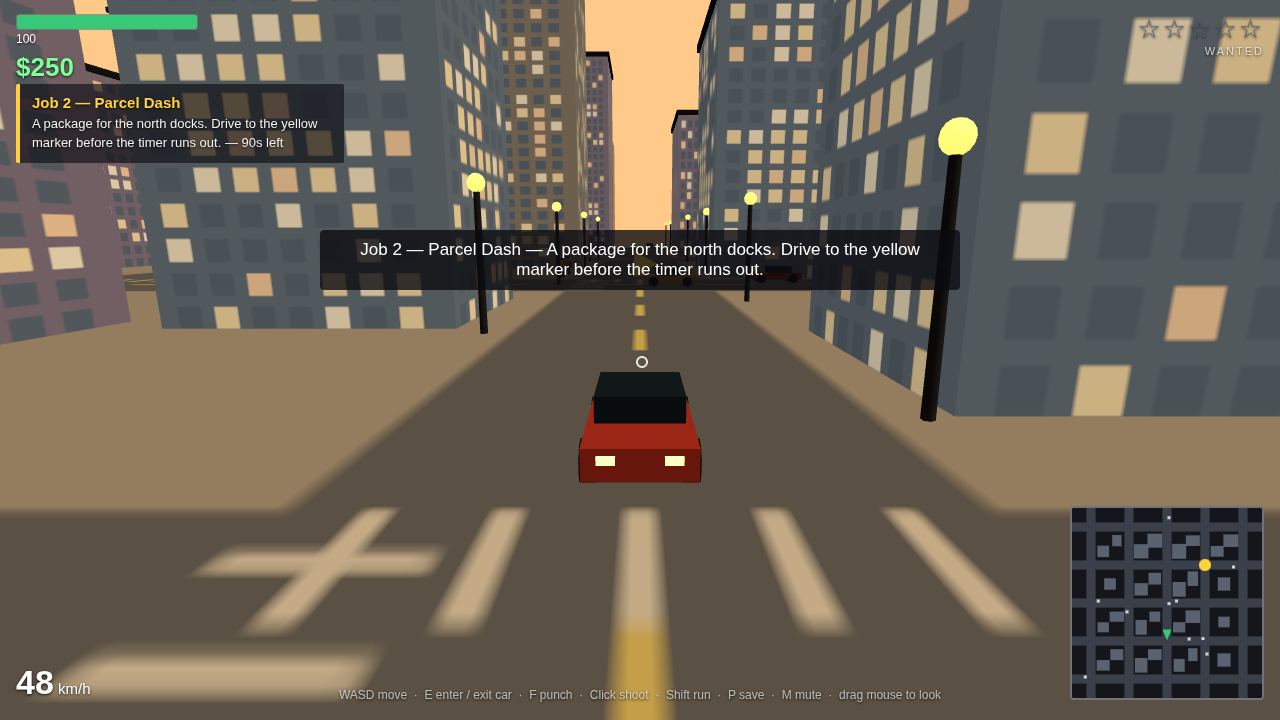 100
$250
Job 2 — Parcel Dash
A package for the north docks. Drive to the yellow
marker before the timer runs out. — 90s left
WANTED
Job 2 — Parcel Dash — A package for the north docks. Drive to the yellow
marker before the timer runs out.
48 km/h
WASD move · E enter / exit car · F punch · Click shoot · Shift run · P save · M mute · drag mouse to look